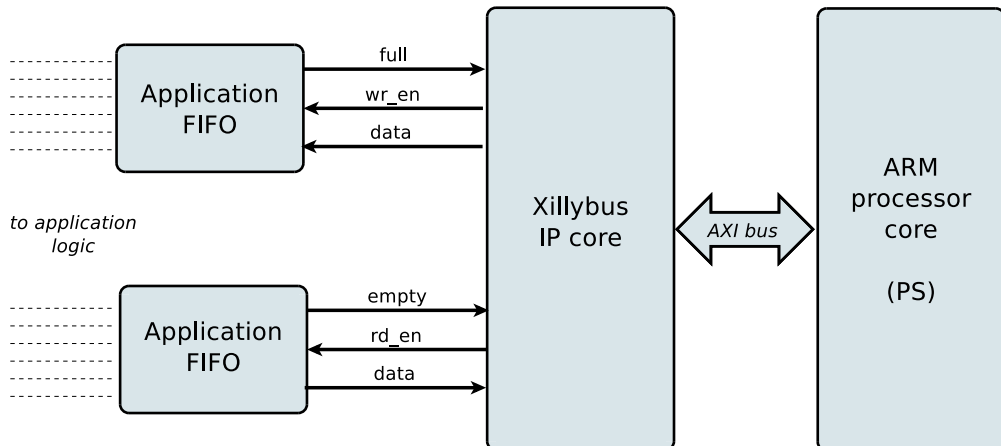 Application
FIFO
full
wr_en
data
to application
logic
Application
FIFO
empty
rd_en
data
Xillybus
IP core
AXI bus
ARM
processor
core
(PS)